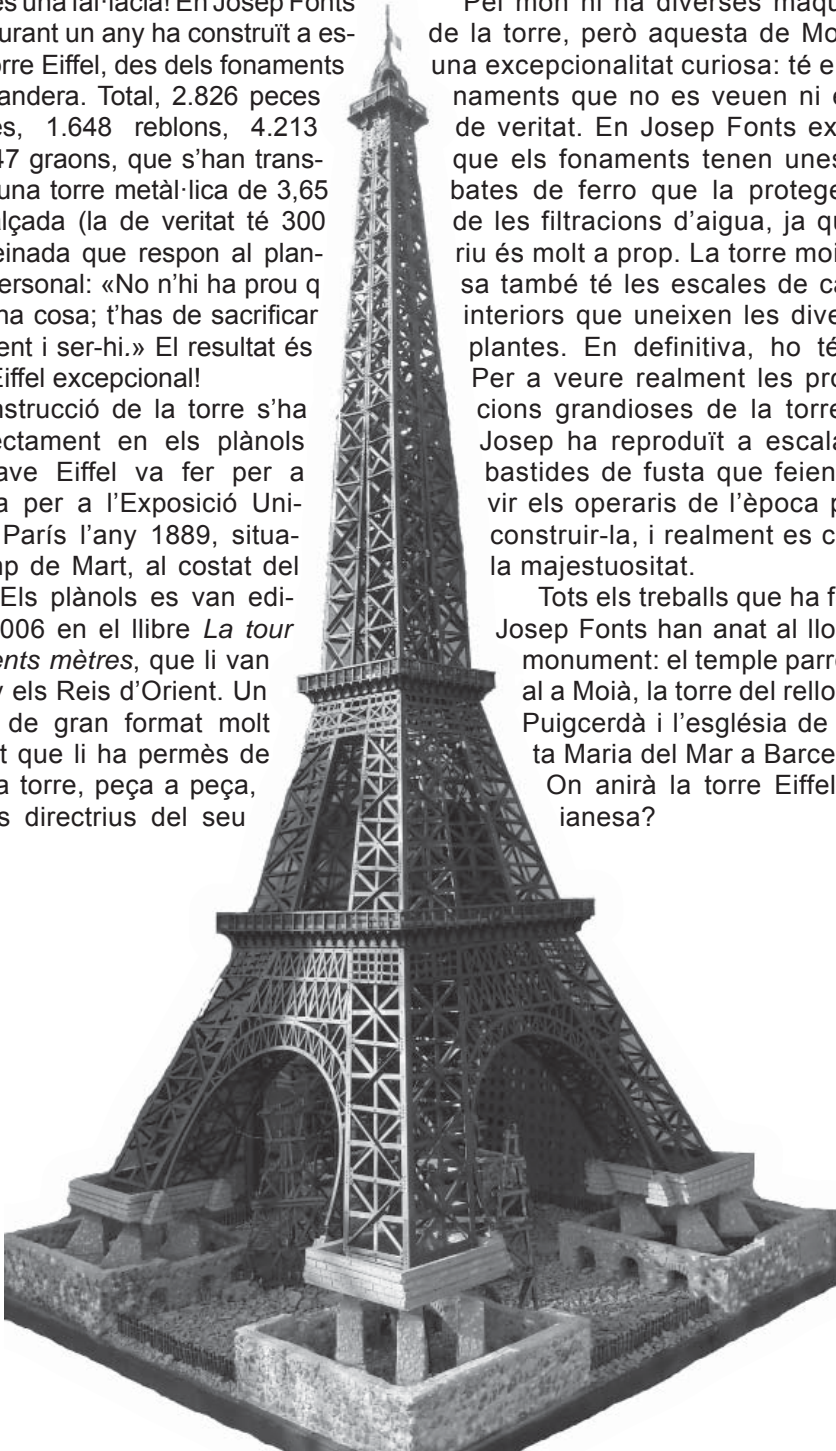 és una fal·làcia! En Josep Fonts
durant un any ha construït a es-
orre Eiffel, des dels fonaments
andera. Total, 2.826 peces
es, 1.648 reblons, 4.213
47 graons, que s'han trans-
una torre metàl·lica de 3,65
alçada (la de veritat té 300
einada que respon al plan-
ersonal: «No n'hi ha prou q
na cosa; t'has de sacrificar
ent i ser-hi.» El resultat és
Eiffel excepcional!
nstrucció de la torre s'ha
ectament en els plànols
ave Eiffel va fer per a
a per a l'Exposició Uni-
París l'any 1889, situa-
mp de Mart, al costat del
Els plànols es van edi-
006 en el llibre La tour
ents mètres, que li van
y els Reis d'Orient. Un
de gran format molt
t que li ha permès de
a torre, peça a peça,
s directrius del seu
Pel món hi ha diverses maqu
de la torre, però aquesta de Mo
una excepcionalitat curiosa: té e
naments que no es veuen ni
de veritat. En Josep Fonts ex
que els fonaments tenen unes
bates de ferro que la protege
de les filtracions d'aigua, ja qu
riu és molt a prop. La torre moi
sa també té les escales de ca
interiors que uneixen les dive
plantes. En definitiva, ho té
Per a veure realment les pro
cions grandioses de la torre
Josep ha reproduït a escala
bastides de fusta que feien
vir els operaris de l'època p
construir-la, i realment es c
la majestuositat.
Tots els treballs que ha f
Josep Fonts han anat al llo
monument: el temple parro
al a Moià, la torre del rello
Puigcerdà i l'església de
ta Maria del Mar a Barce
On anirà la torre Eiffel
ianesa?